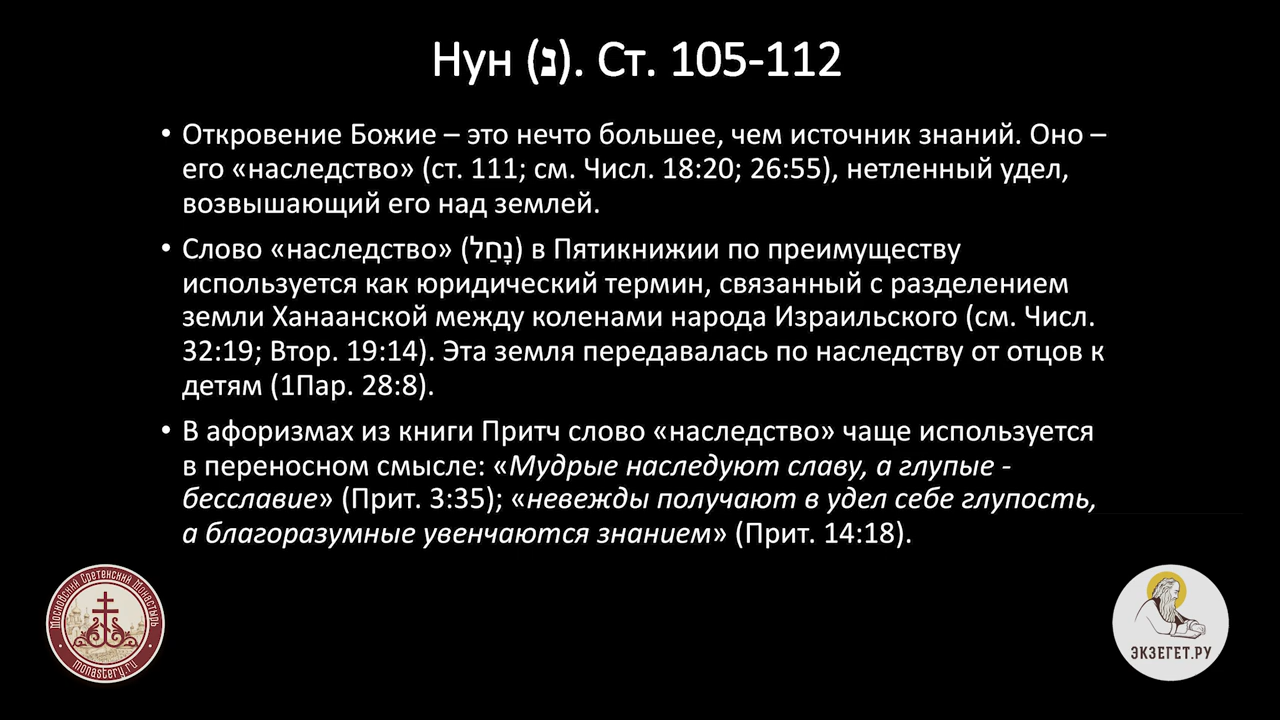 Нун (נ). Ст. 105-112
• Откровение Божие – это нечто большее, чем источник знаний. Оно –
его «наследство» (ст. 111; см. Числ. 18:20; 26:55), нетленный удел,
возвышающий его над землей.
• Слово «наследство» (נָחַל) в Пятикнижии по преимуществу
используется как юридический термин, связанный с разделением
земли Ханаанской между коленами народа Израильского (см. Числ.
32:19; Втор. 19:14). Эта земля передавалась по наследству от отцов к
детям (1Пар. 28:8).
• В афоризмах из книги Притч слово «наследство» чаще используется
в переносном смысле: «Мудрые наследуют славу, а глупые -
бесславие» (Прит. 3:35); «невежды получают в удел себе глупость,
а благоразумные увенчаются знанием» (Прит. 14:18).
Московский Сретенский Монастырь
monastery.ru
ЭКЗЕГЕТ.РУ